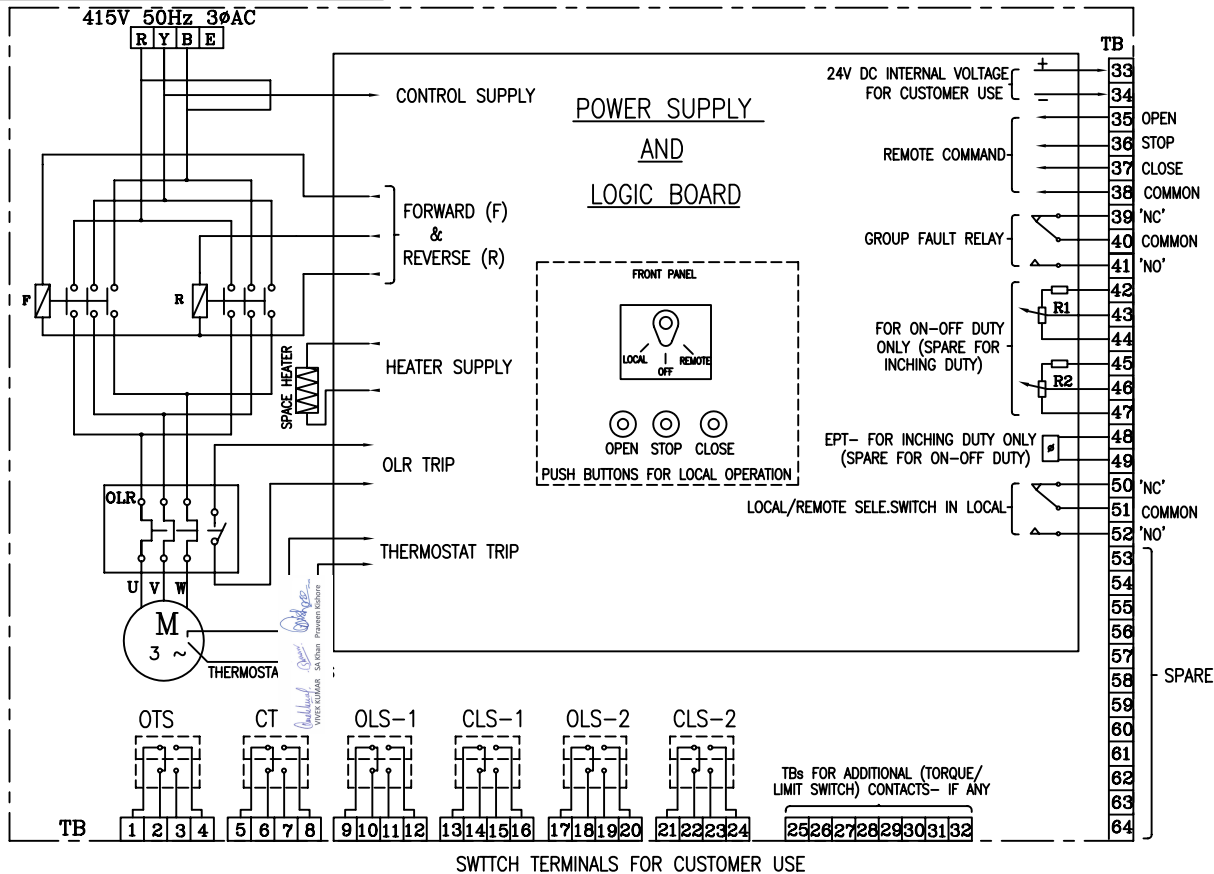 415V 50Hz 3øAC
R Y B E
TB
CONTROL SUPPLY
POWER SUPPLY
AND
LOGIC BOARD
FORWARD (F)
&
REVERSE (R)
F
R
HEATER SUPPLY
SPACE HEATER
OLR TRIP
OLR
THERMOSTAT TRIP
U V W
M
3 ~
THERMOSTA
FRONT PANEL
LOCAL
OFF
REMOTE
OPEN STOP CLOSE
PUSH BUTTONS FOR LOCAL OPERATION
24V DC INTERNAL VOLTAGE
FOR CUSTOMER USE
+
−
REMOTE COMMAND
GROUP FAULT RELAY
FOR ON-OFF DUTY
ONLY (SPARE FOR
INCHING DUTY)
R1
R2
EPT- FOR INCHING DUTY ONLY
(SPARE FOR ON-OFF DUTY)
ø
LOCAL/REMOTE SELE.SWITCH IN LOCAL
33
34
35 OPEN
36 STOP
37 CLOSE
38 COMMON
39 'NC'
40 COMMON
41 'NO'
42
43
44
45
46
47
48
49
50 'NC'
51 COMMON
52 'NO'
53
54
55
56
57
58
59
60
61
62
63
64
SPARE
VIVEK KUMAR SA Khan Praveen Kishore
OTS CT OLS-1 CLS-1 OLS-2 CLS-2
TBs FOR ADDITIONAL (TORQUE/
LIMIT SWITCH) CONTACTS- IF ANY
TB 1 2 3 4 5 6 7 8 9 10 11 12 13 14 15 16 17 18 19 20 21 22 23 24 25 26 27 28 29 30 31 32
SWTTCH TERMINALS FOR CUSTOMER USE